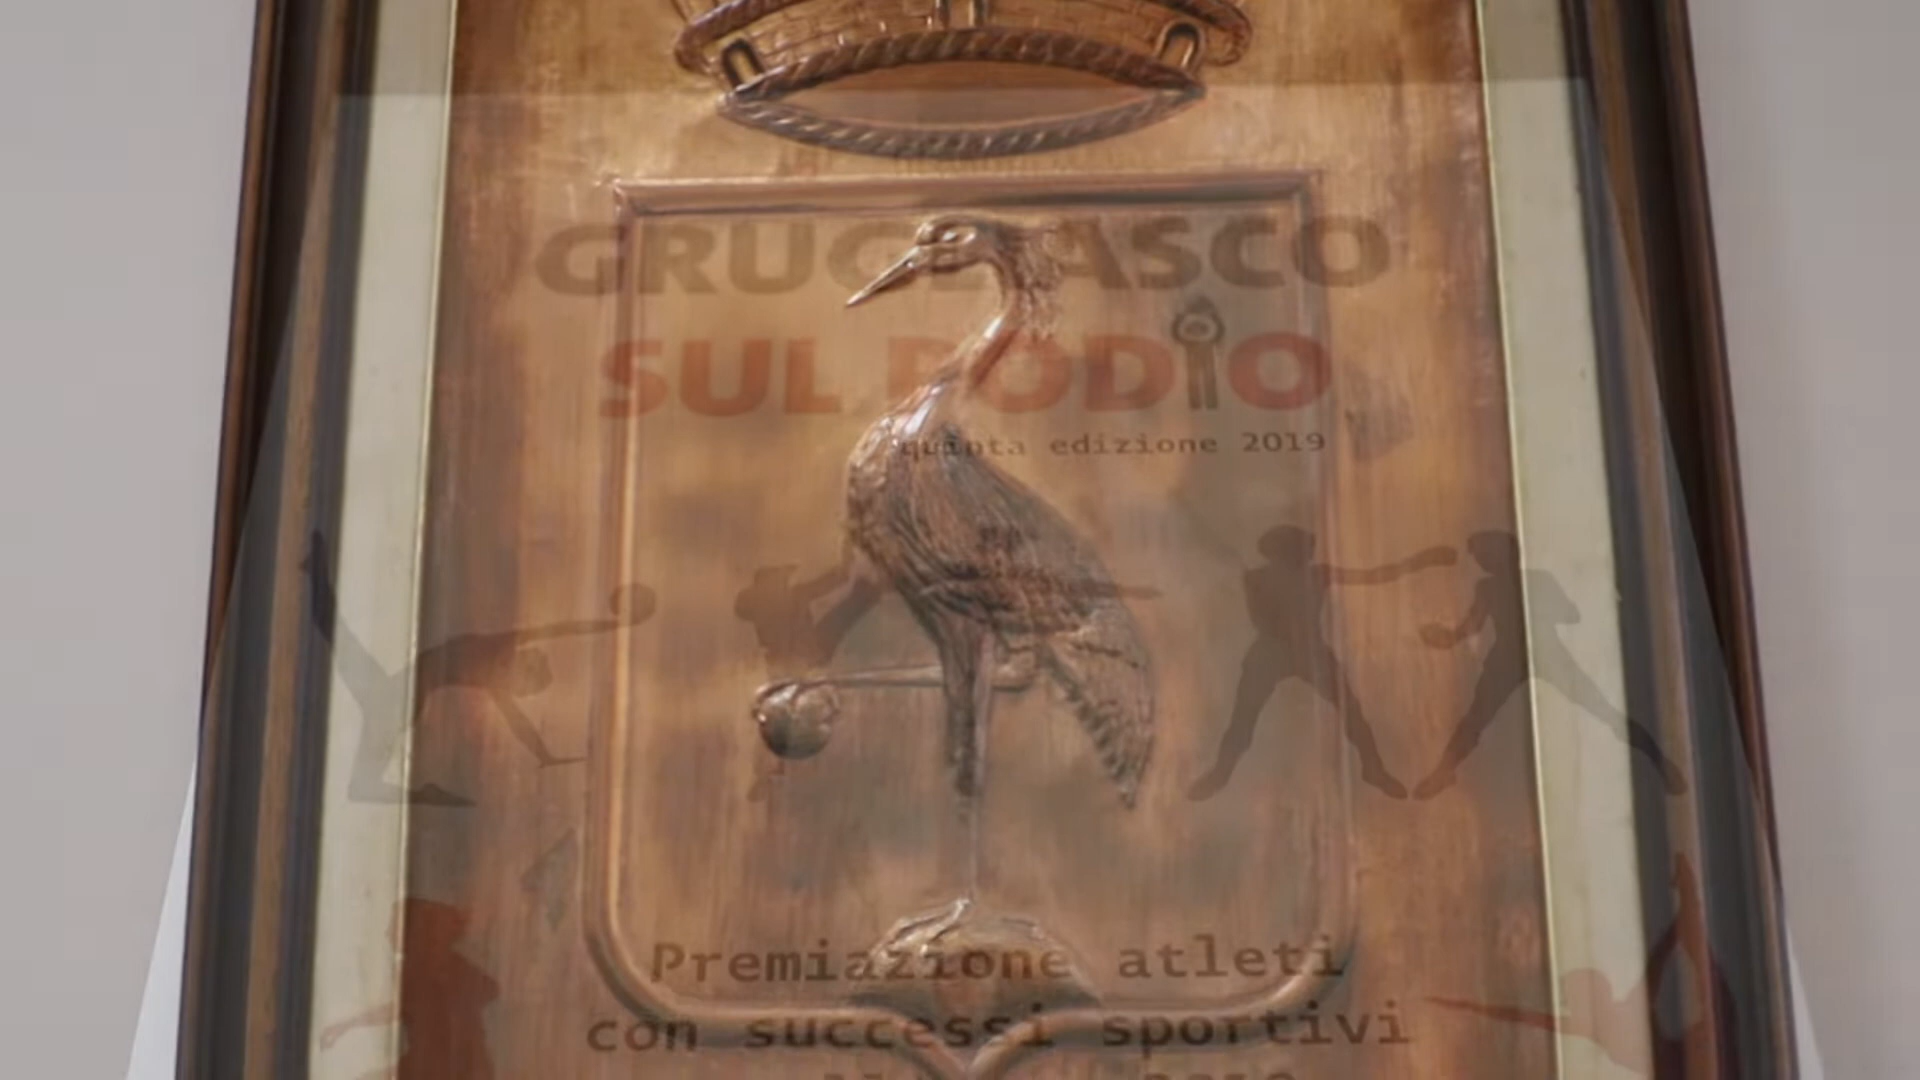 GRUGLIASCO
SUL PODIO
quinta edizione 2019
Premiazione atleti
con successi sportivi